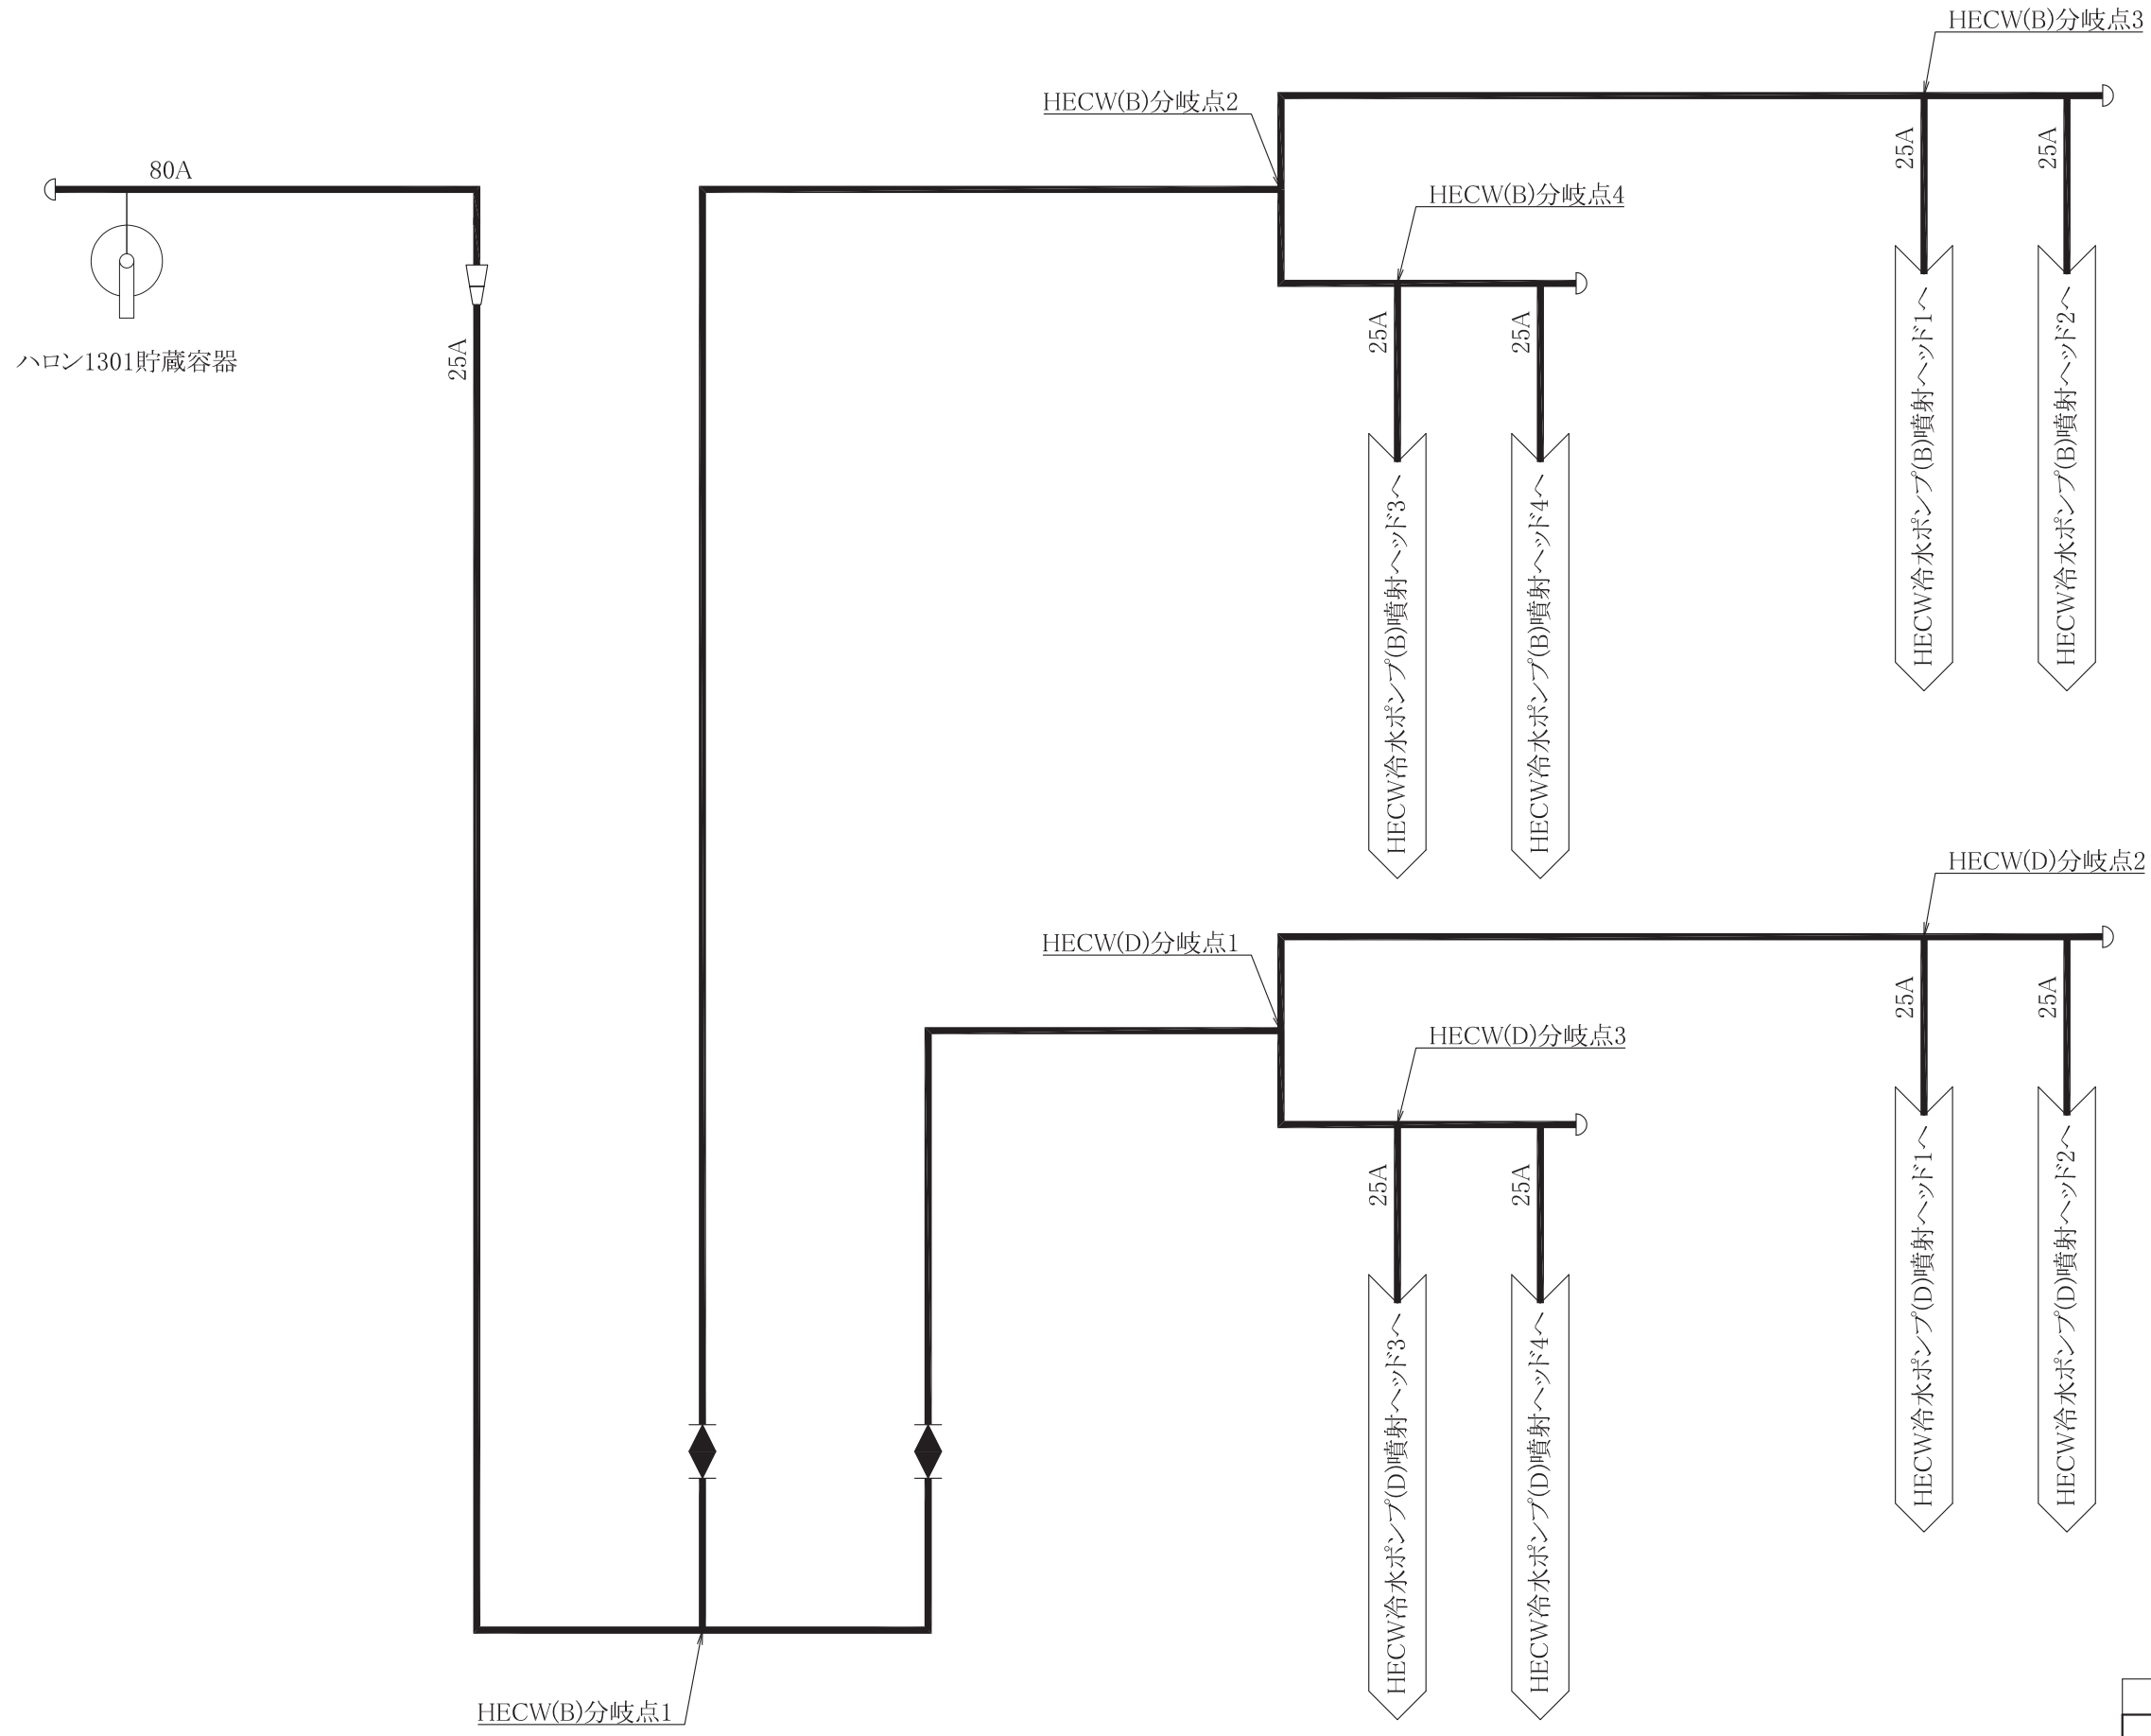 HECW(B)分岐点3
HECW(B)分岐点2
80A
25A
25A
HECW(B)分岐点4
ハロン1301貯蔵容器
25A
25A
25A
HECW冷水ポンプ(B)噴射ヘッド1へ
HECW冷水ポンプ(B)噴射ヘッド2へ
HECW冷水ポンプ(B)噴射ヘッド3へ
HECW冷水ポンプ(B)噴射ヘッド4へ
HECW(D)分岐点2
HECW(D)分岐点1
25A
25A
HECW(D)分岐点3
25A
25A
HECW冷水ポンプ(D)噴射ヘッド1へ
HECW冷水ポンプ(D)噴射ヘッド2へ
HECW冷水ポンプ(D)噴射ヘッド3へ
HECW冷水ポンプ(D)噴射ヘッド4へ
HECW(B)分岐点1